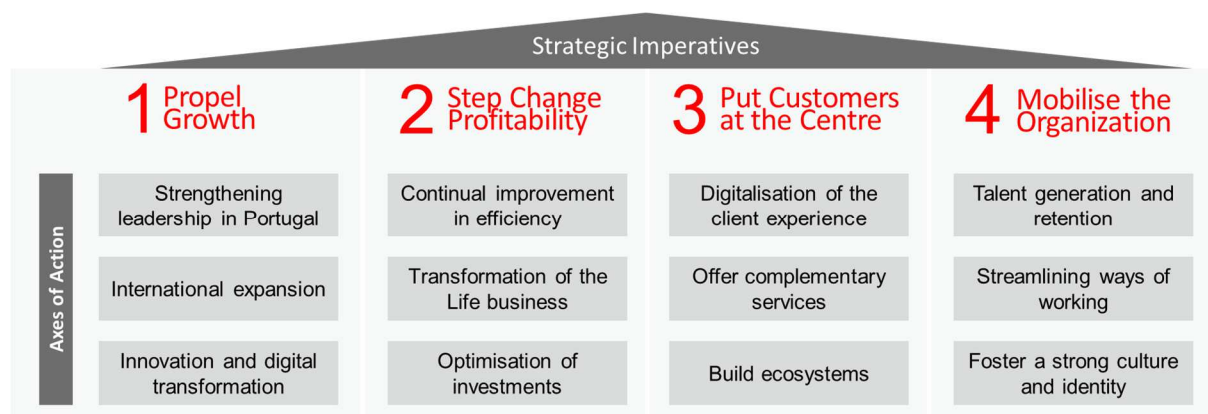 Strategic Imperatives
1 Propel
Growth
2 Step Change
Profitability
3 Put Customers
at the Centre
4 Mobilise the
Organization
Axes of Action
Strengthening
leadership in Portugal
International expansion
Innovation and digital
transformation
Continual improvement
in efficiency
Transformation of the
Life business
Optimisation of
investments
Digitalisation of the
client experience
Offer complementary
services
Build ecosystems
Talent generation and
retention
Streamlining ways of
working
Foster a strong culture
and identity